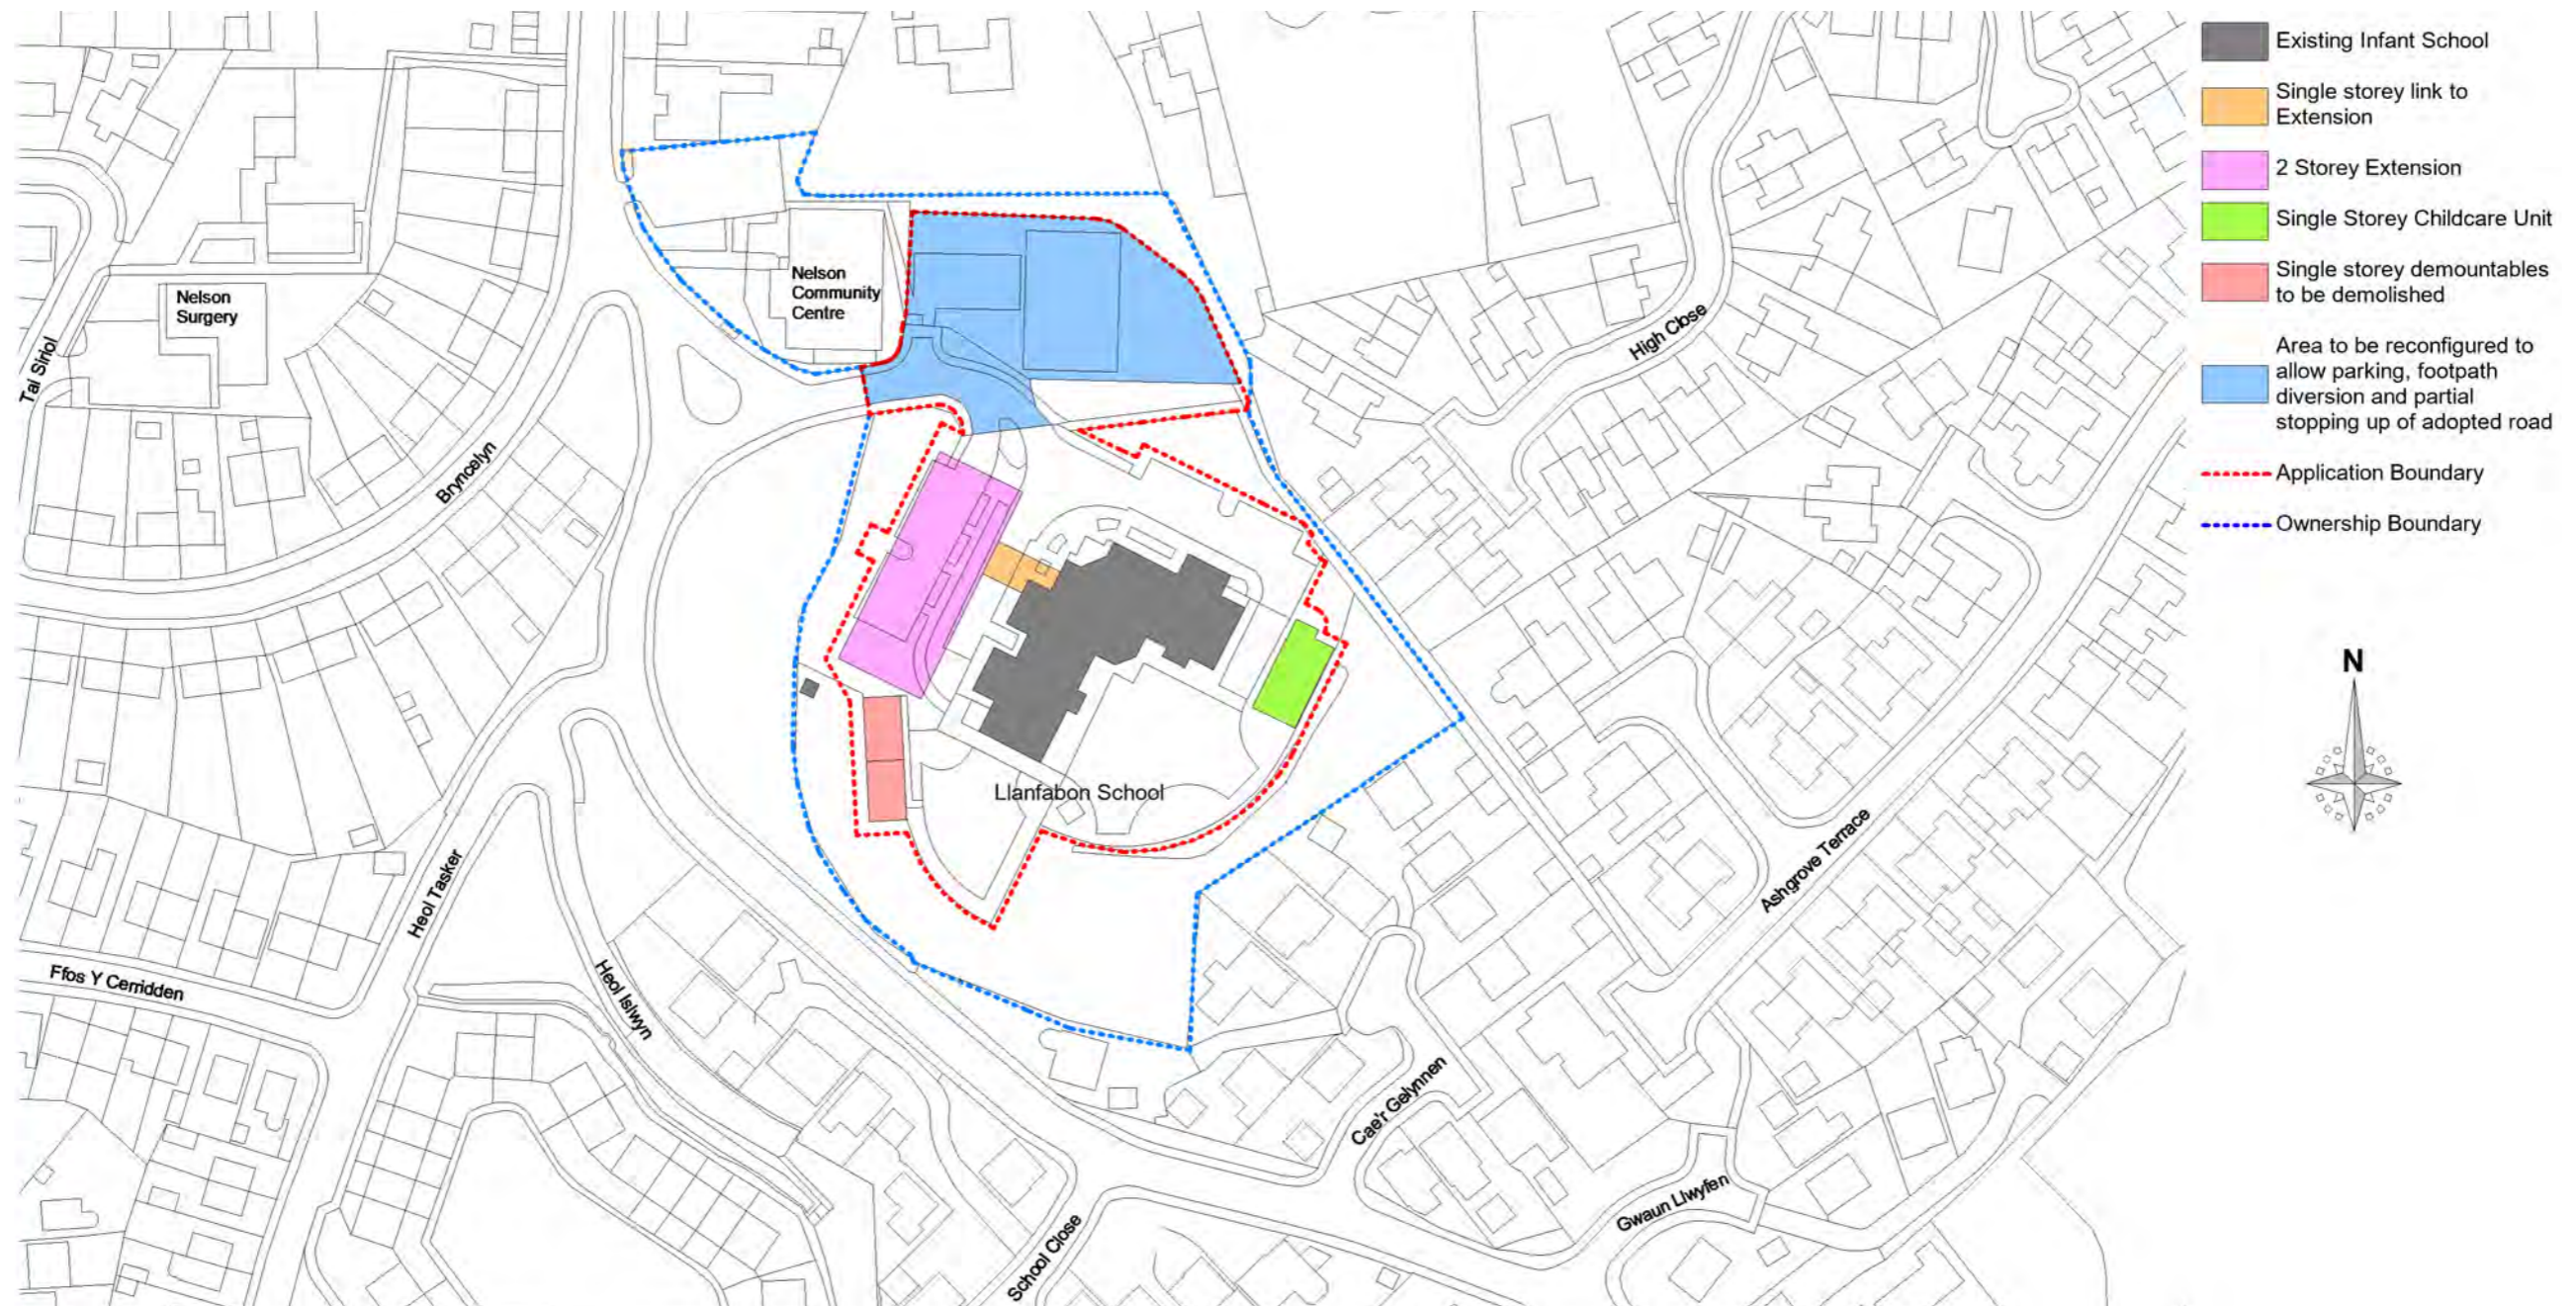 Existing Infant School
Single storey link to
Extension
2 Storey Extension
Single Storey Childcare Unit
Single storey demountables
to be demolished
Area to be reconfigured to
allow parking, footpath
diversion and partial
stopping up of adopted road
Application Boundary
Ownership Boundary
N
Nelson
Community
Centre
Nelson
Surgery
Tai Siriol
Bryncelyn
High Close
Llanfabon School
Heol Tasker
Ashgrove Terrace
Ffos Y Cerridden
Heol Islwyn
Cae'r Gelynnen
Gwaun Llwyfen
School Close